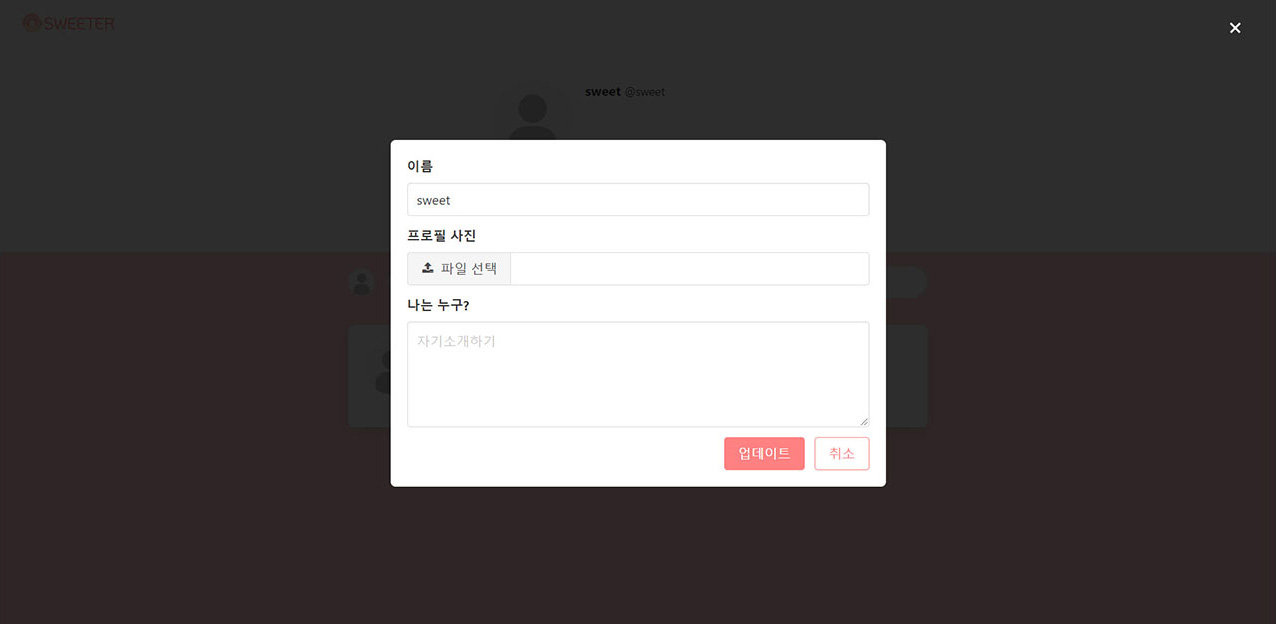 SWEETER
sweet @sweet
이름
sweet
프로필 사진
파일 선택
나는 누구?
자기소개하기
업데이트 취소